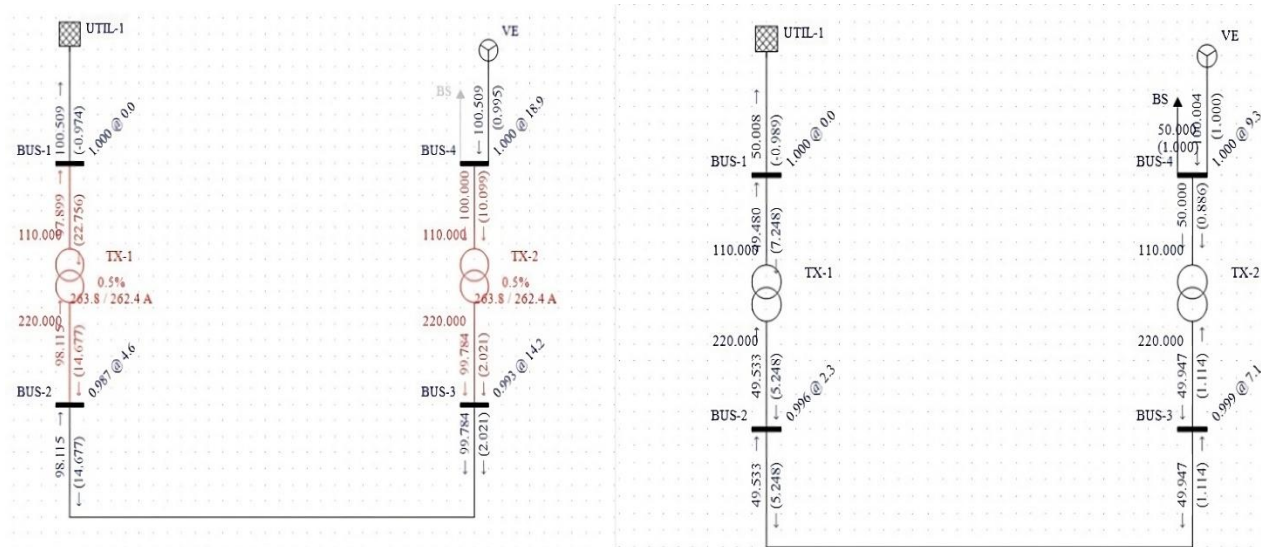 UTIL-1
VE
BS
100.509
(-0.974)
1.000 @ 0.0
100.509
(0.995)
1.000 @ 18.9
BUS-1
BUS-4
(22.756)
100.000
(10.099)
110.000
TX-1
0.5%
263.8 / 262.4 A
110.000
TX-2
0.5%
263.8 / 262.4 A
220.000
98.115
(14.677)
0.987 @ 4.6
220.000
99.784
(2.021)
0.993 @ 14.2
BUS-2
BUS-3
98.115
(14.677)
99.784
(2.021)
UTIL-1
VE
BS
50.000
(1.000)
100.004
(1.000)
1.000 @ 9.3
50.008
(-0.989)
1.000 @ 0.0
BUS-1
BUS-4
49.480
(7.248)
50.000
(0.886)
110.000
TX-1
110.000
TX-2
220.000
49.533
(5.248)
0.996 @ 2.3
220.000
49.947
(1.114)
0.999 @ 7.1
BUS-2
BUS-3
49.533
(5.248)
49.947
(1.114)